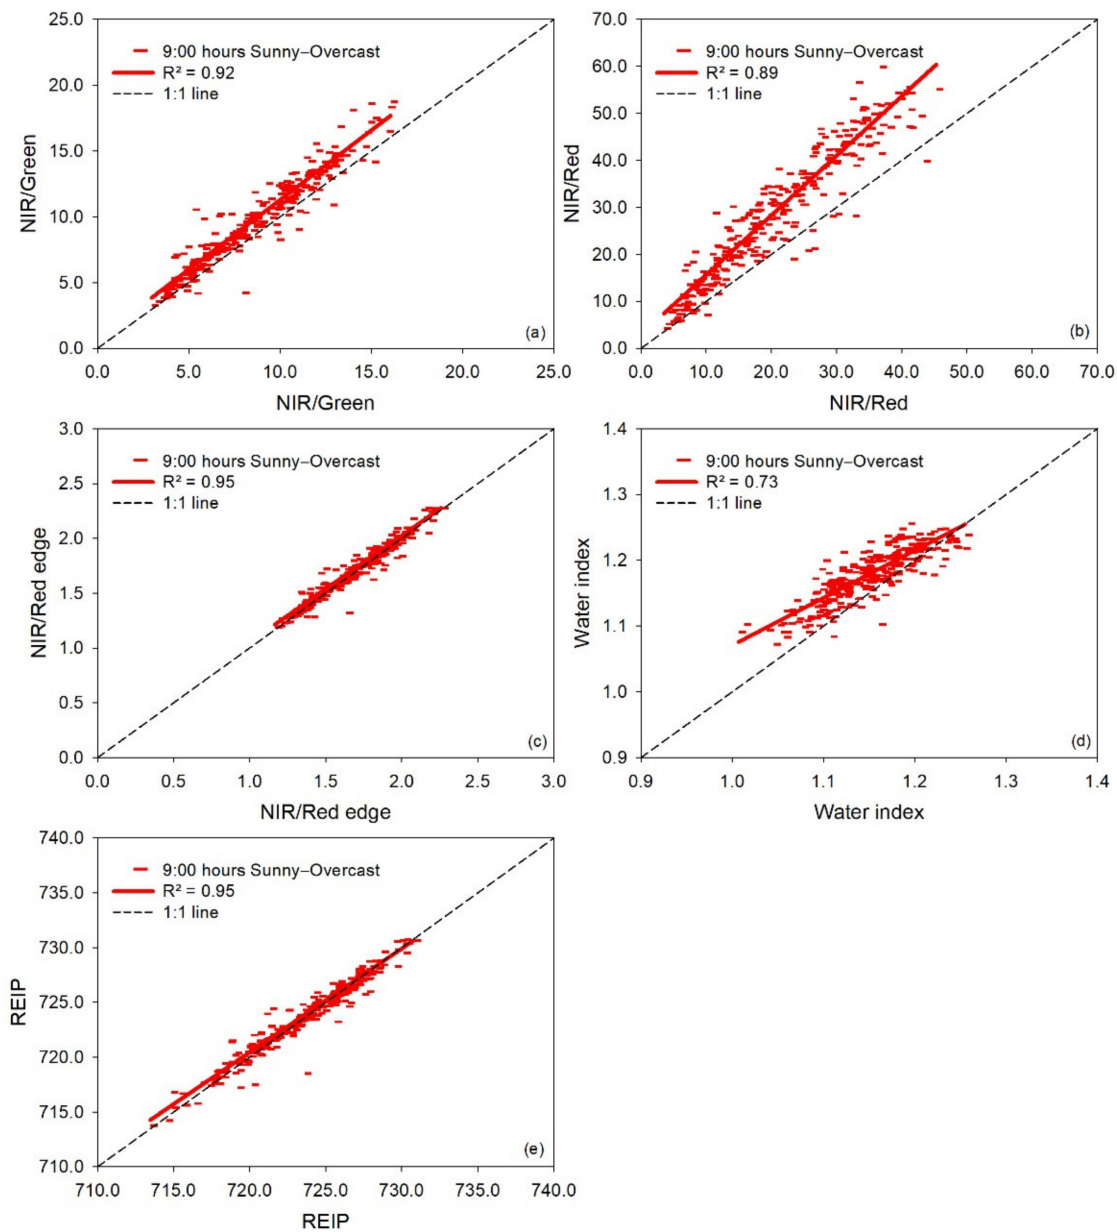 25.0
20.0
15.0
10.0
5.0
0.0
NIR/Green
9:00 hours Sunny–Overcast
R² = 0.92
1:1 line
(a)
0.0 5.0 10.0 15.0 20.0 25.0
NIR/Green
70.0
60.0
50.0
40.0
30.0
20.0
10.0
0.0
NIR/Red
9:00 hours Sunny–Overcast
R² = 0.89
1:1 line
(b)
0.0 10.0 20.0 30.0 40.0 50.0 60.0 70.0
NIR/Red
3.0
2.5
2.0
1.5
1.0
0.5
0.0
NIR/Red edge
9:00 hours Sunny–Overcast
R² = 0.95
1:1 line
(c)
0.0 0.5 1.0 1.5 2.0 2.5 3.0
NIR/Red edge
1.4
1.3
1.2
1.1
1.0
0.9
Water index
9:00 hours Sunny–Overcast
R² = 0.73
1:1 line
(d)
0.9 1.0 1.1 1.2 1.3 1.4
Water index
740.0
735.0
730.0
725.0
720.0
715.0
710.0
REIP
9:00 hours Sunny–Overcast
R² = 0.95
1:1 line
(e)
710.0 715.0 720.0 725.0 730.0 735.0 740.0
REIP